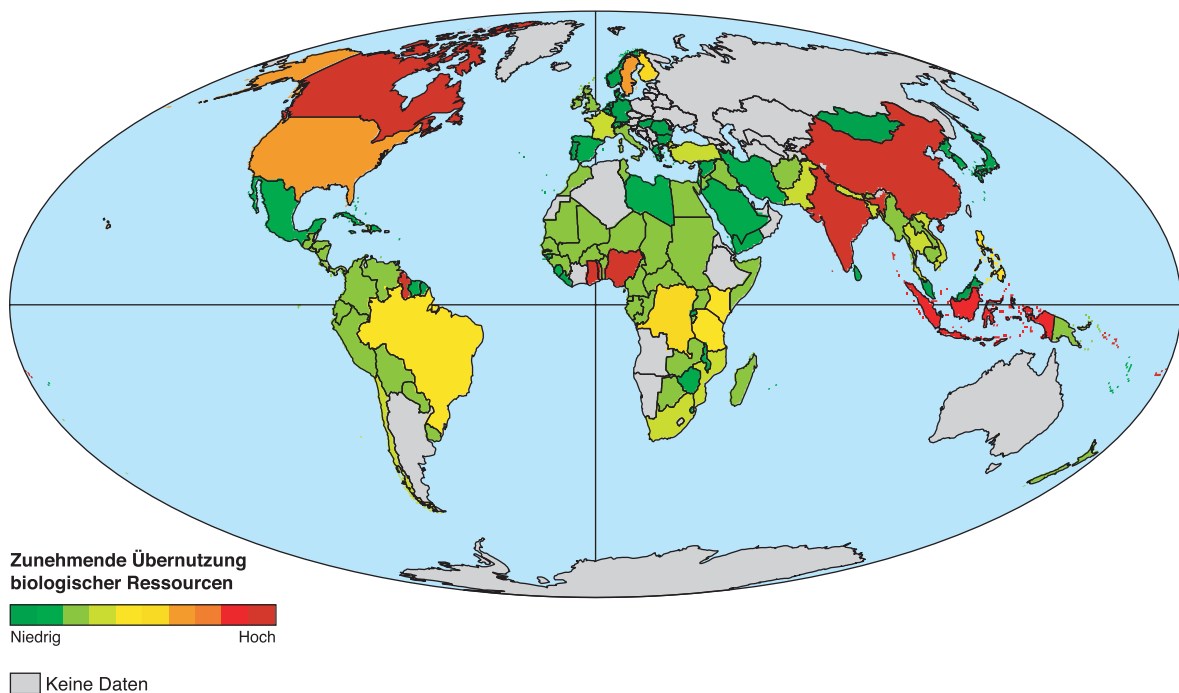 Zunehmende Übernutzung
biologischer Ressourcen
Niedrig Hoch
Keine Daten